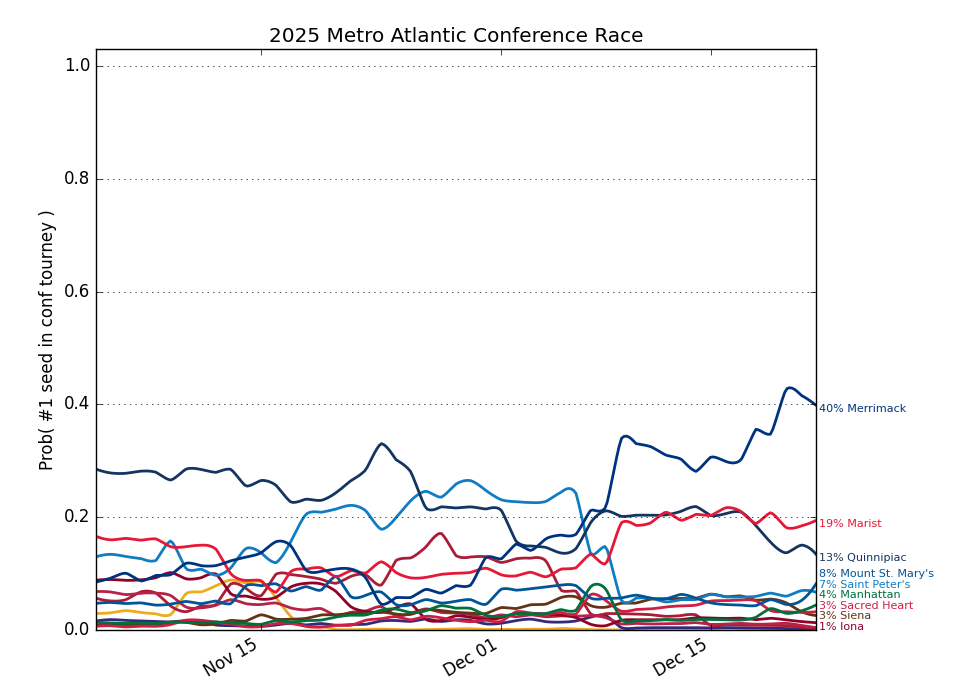 2025 Metro Atlantic Conference Race
Prob( #1 seed in conf tourney )
1.0
0.8
0.6
0.4
0.2
0.0
Nov 15
Dec 01
Dec 15
40% Merrimack
19% Marist
13% Quinnipiac
8% Mount St. Mary's
7% Saint Peter's
4% Manhattan
3% Sacred Heart
3% Siena
1% Iona